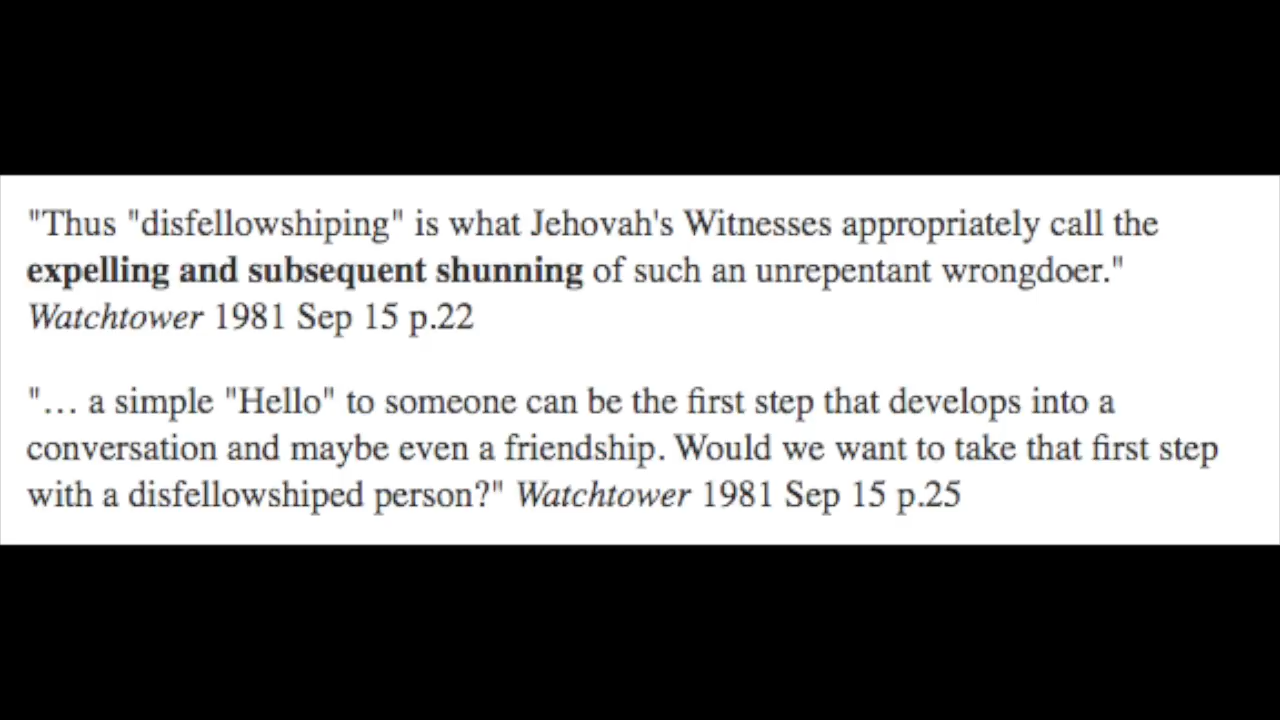 "Thus "disfellowshiping" is what Jehovah's Witnesses appropriately call the
expelling and subsequent shunning of such an unrepentant wrongdoer."
Watchtower 1981 Sep 15 p.22
"… a simple "Hello" to someone can be the first step that develops into a
conversation and maybe even a friendship. Would we want to take that first step
with a disfellowshiped person?" Watchtower 1981 Sep 15 p.25